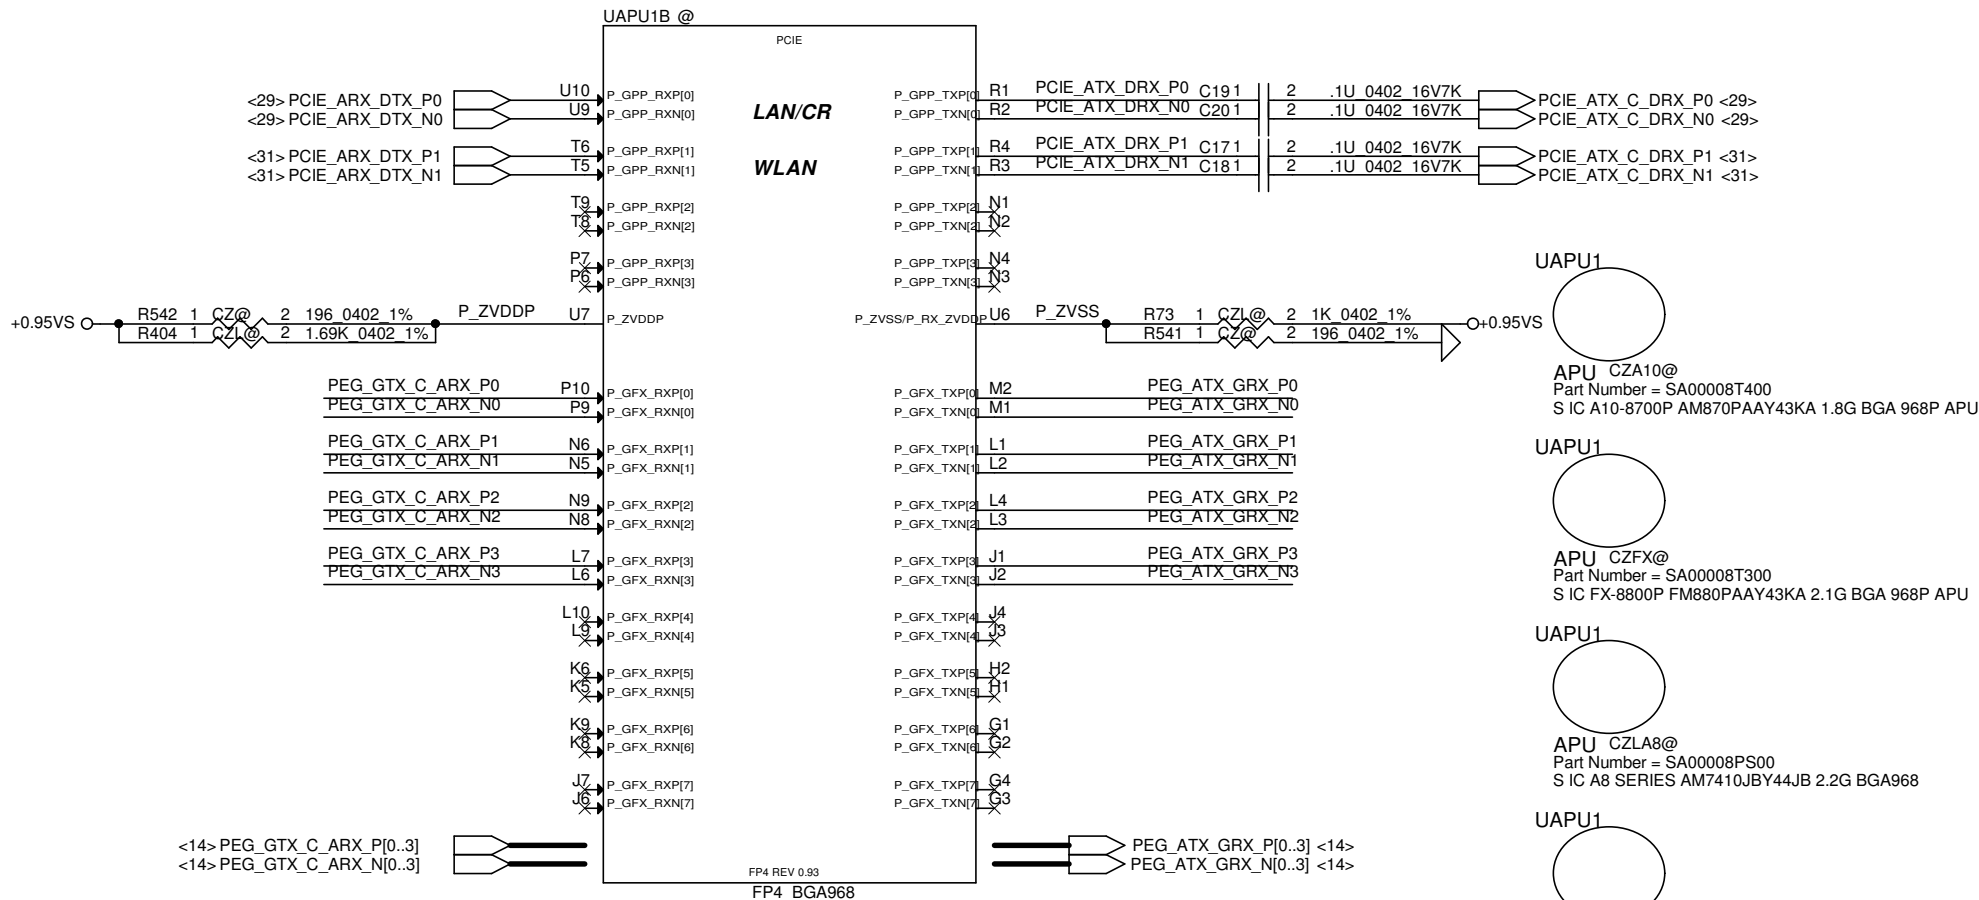 UAPU1B @
PCIE
<29> PCIE_ARX_DTX_P0 U10 P_GPP_RXP[0] LAN/CR P_GPP_TXP[0] R1 PCIE_ATX_DRX_P0 C19 1 2 .1U_0402_16V7K PCIE_ATX_C_DRX_P0 <29>
<29> PCIE_ARX_DTX_N0 U9 P_GPP_RXN[0] P_GPP_TXN[0] R2 PCIE_ATX_DRX_N0 C20 1 2 .1U_0402_16V7K PCIE_ATX_C_DRX_N0 <29>
<31> PCIE_ARX_DTX_P1 T6 P_GPP_RXP[1] WLAN P_GPP_TXP[1] R4 PCIE_ATX_DRX_P1 C17 1 2 .1U_0402_16V7K PCIE_ATX_C_DRX_P1 <31>
<31> PCIE_ARX_DTX_N1 T5 P_GPP_RXN[1] P_GPP_TXN[1] R3 PCIE_ATX_DRX_N1 C18 1 2 .1U_0402_16V7K PCIE_ATX_C_DRX_N1 <31>
T9 P_GPP_RXP[2] P_GPP_TXP[2] N1
T8 P_GPP_RXN[2] P_GPP_TXN[2] N2
P7 P_GPP_RXP[3] P_GPP_TXP[3] N4
P6 P_GPP_RXN[3] P_GPP_TXN[3] N3
+0.95VS R542 1 CZ@ 2 196_0402_1% P_ZVDDP U7 P_ZVDDP P_ZVSS/P_RX_ZVDDP U6 P_ZVSS R73 1 CZL@ 2 1K_0402_1% +0.95VS
R404 1 CZL@ 2 1.69K_0402_1% R541 1 CZ@ 2 196_0402_1%
PEG_GTX_C_ARX_P0 P10 P_GFX_RXP[0] P_GFX_TXP[0] M2 PEG_ATX_GRX_P0
PEG_GTX_C_ARX_N0 P9 P_GFX_RXN[0] P_GFX_TXN[0] M1 PEG_ATX_GRX_N0
PEG_GTX_C_ARX_P1 N6 P_GFX_RXP[1] P_GFX_TXP[1] L1 PEG_ATX_GRX_P1
PEG_GTX_C_ARX_N1 N5 P_GFX_RXN[1] P_GFX_TXN[1] L2 PEG_ATX_GRX_N1
PEG_GTX_C_ARX_P2 N9 P_GFX_RXP[2] P_GFX_TXP[2] L4 PEG_ATX_GRX_P2
PEG_GTX_C_ARX_N2 N8 P_GFX_RXN[2] P_GFX_TXN[2] L3 PEG_ATX_GRX_N2
PEG_GTX_C_ARX_P3 L7 P_GFX_RXP[3] P_GFX_TXP[3] J1 PEG_ATX_GRX_P3
PEG_GTX_C_ARX_N3 L6 P_GFX_RXN[3] P_GFX_TXN[3] J2 PEG_ATX_GRX_N3
L10 P_GFX_RXP[4] P_GFX_TXP[4] J4
L9 P_GFX_RXN[4] P_GFX_TXN[4] J3
K6 P_GFX_RXP[5] P_GFX_TXP[5] H2
K5 P_GFX_RXN[5] P_GFX_TXN[5] H1
K9 P_GFX_RXP[6] P_GFX_TXP[6] G1
K8 P_GFX_RXN[6] P_GFX_TXN[6] G2
J7 P_GFX_RXP[7] P_GFX_TXP[7] G4
J6 P_GFX_RXN[7] P_GFX_TXN[7] G3
<14> PEG_GTX_C_ARX_P[0..3] PEG_ATX_GRX_P[0..3] <14>
<14> PEG_GTX_C_ARX_N[0..3] PEG_ATX_GRX_N[0..3] <14>
FP4 REV 0.93
FP4_BGA968
UAPU1
APU CZA10@
Part Number = SA00008T400
S IC A10-8700P AM870PAAY43KA 1.8G BGA 968P APU
UAPU1
APU CZFX@
Part Number = SA00008T300
S IC FX-8800P FM880PAAY43KA 2.1G BGA 968P APU
UAPU1
APU CZLA8@
Part Number = SA00008PS00
S IC A8 SERIES AM7410JBY44JB 2.2G BGA968
UAPU1